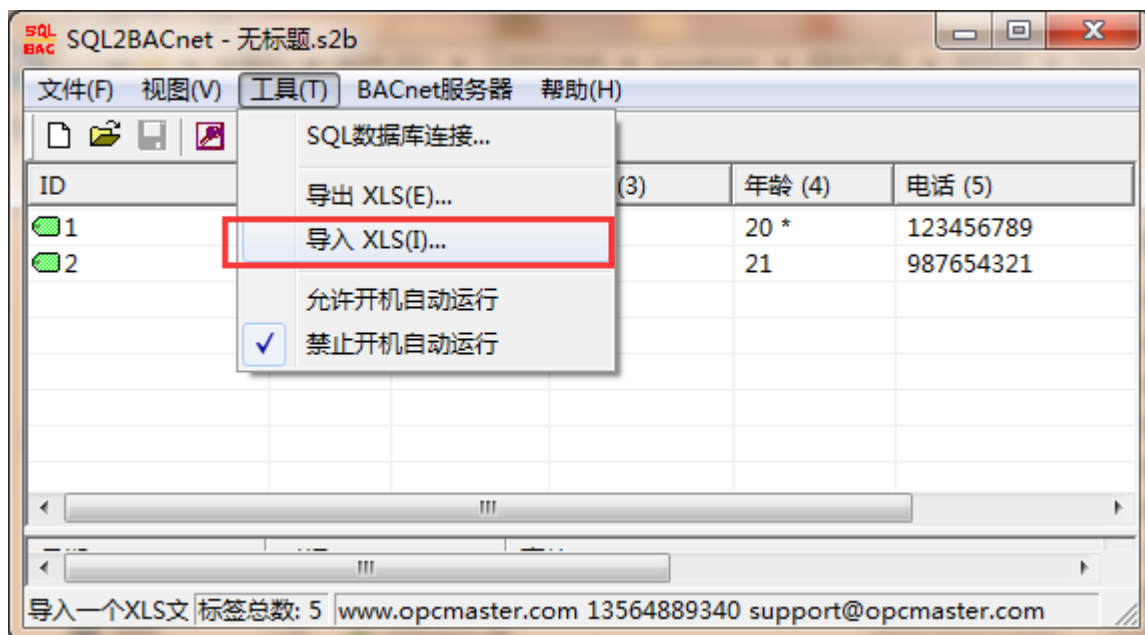 SQL
BAC SQL2BACnet - 无标题.s2b
文件(F) 视图(V) 工具(T) BACnet服务器 帮助(H)
SQL数据库连接...
ID (3) 年龄 (4) 电话 (5)
导出 XLS(E)...
1 20 * 123456789
导入 XLS(I)...
2 21 987654321
允许开机自动运行
禁止开机自动运行
导入一个XLS文 标签总数: 5 www.opcmaster.com 13564889340 support@opcmaster.com